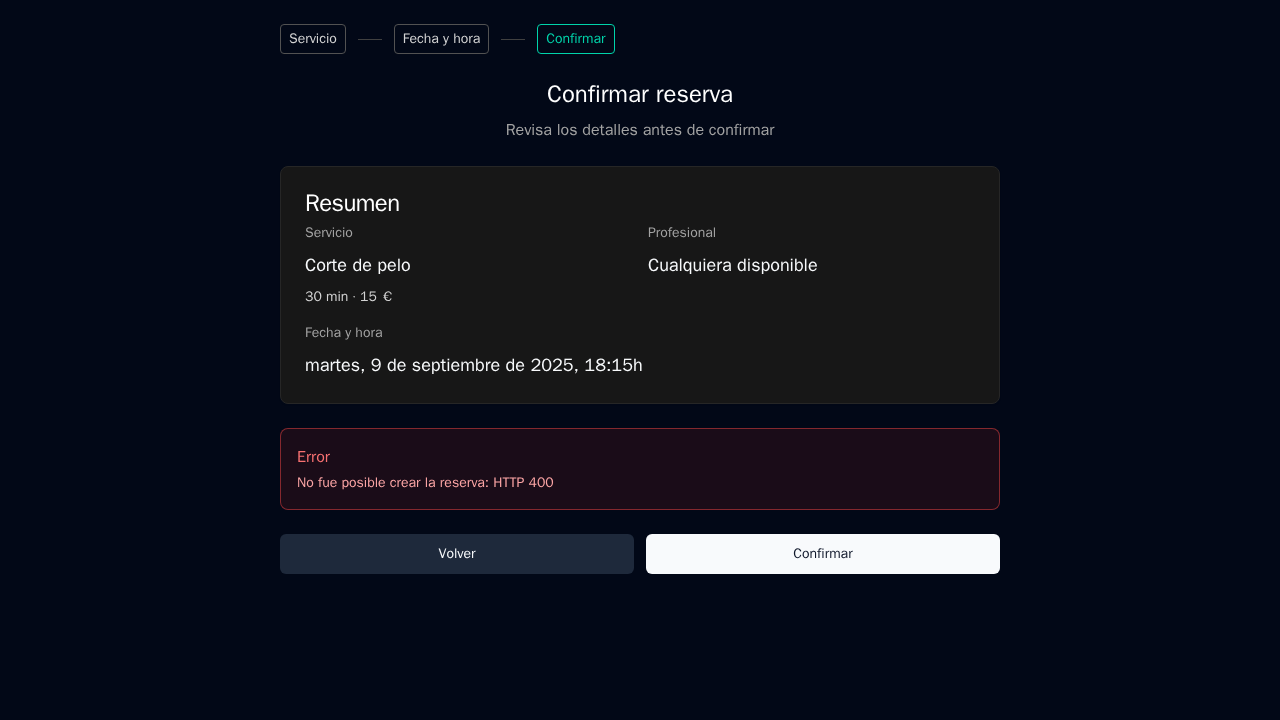 Servicio
Fecha y hora
Confirmar
Confirmar reserva
Revisa los detalles antes de confirmar
Resumen
Servicio
Profesional
Corte de pelo
Cualquiera disponible
30 min · 15 €
Fecha y hora
martes, 9 de septiembre de 2025, 18:15h
Error
No fue posible crear la reserva: HTTP 400
Volver
Confirmar